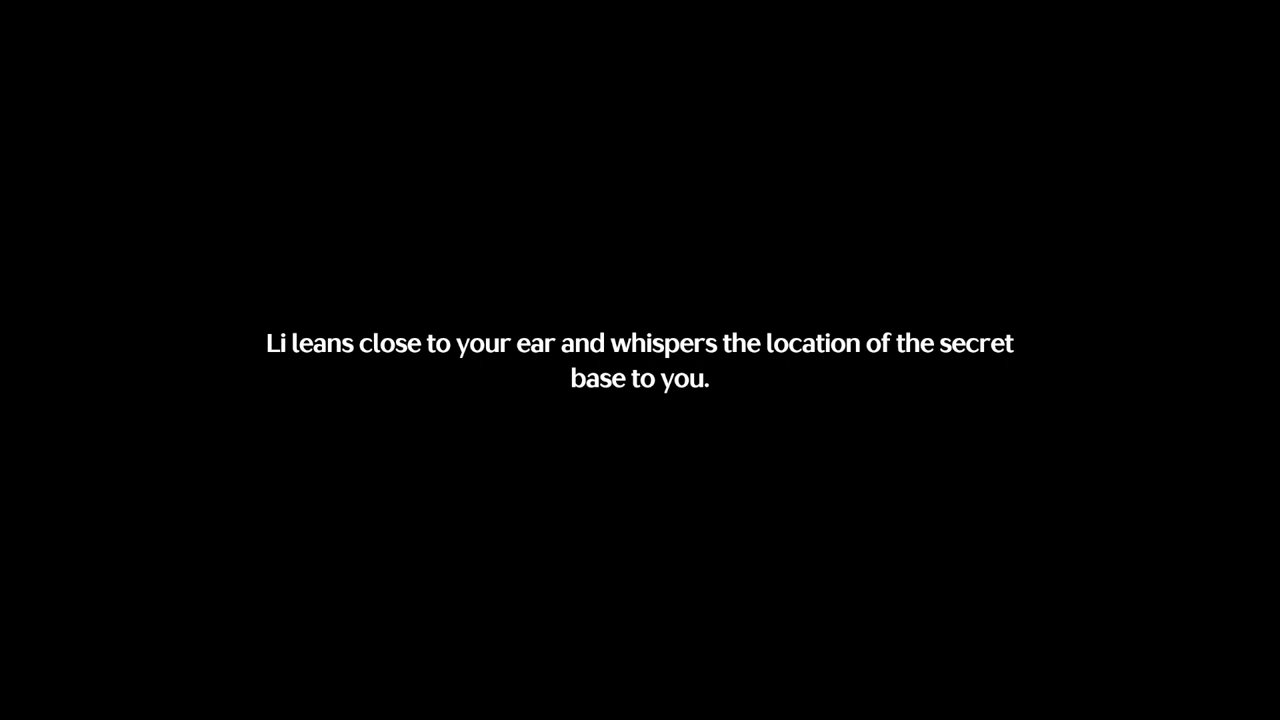 Li leans close to your ear and whispers the location of the secret
base to you.